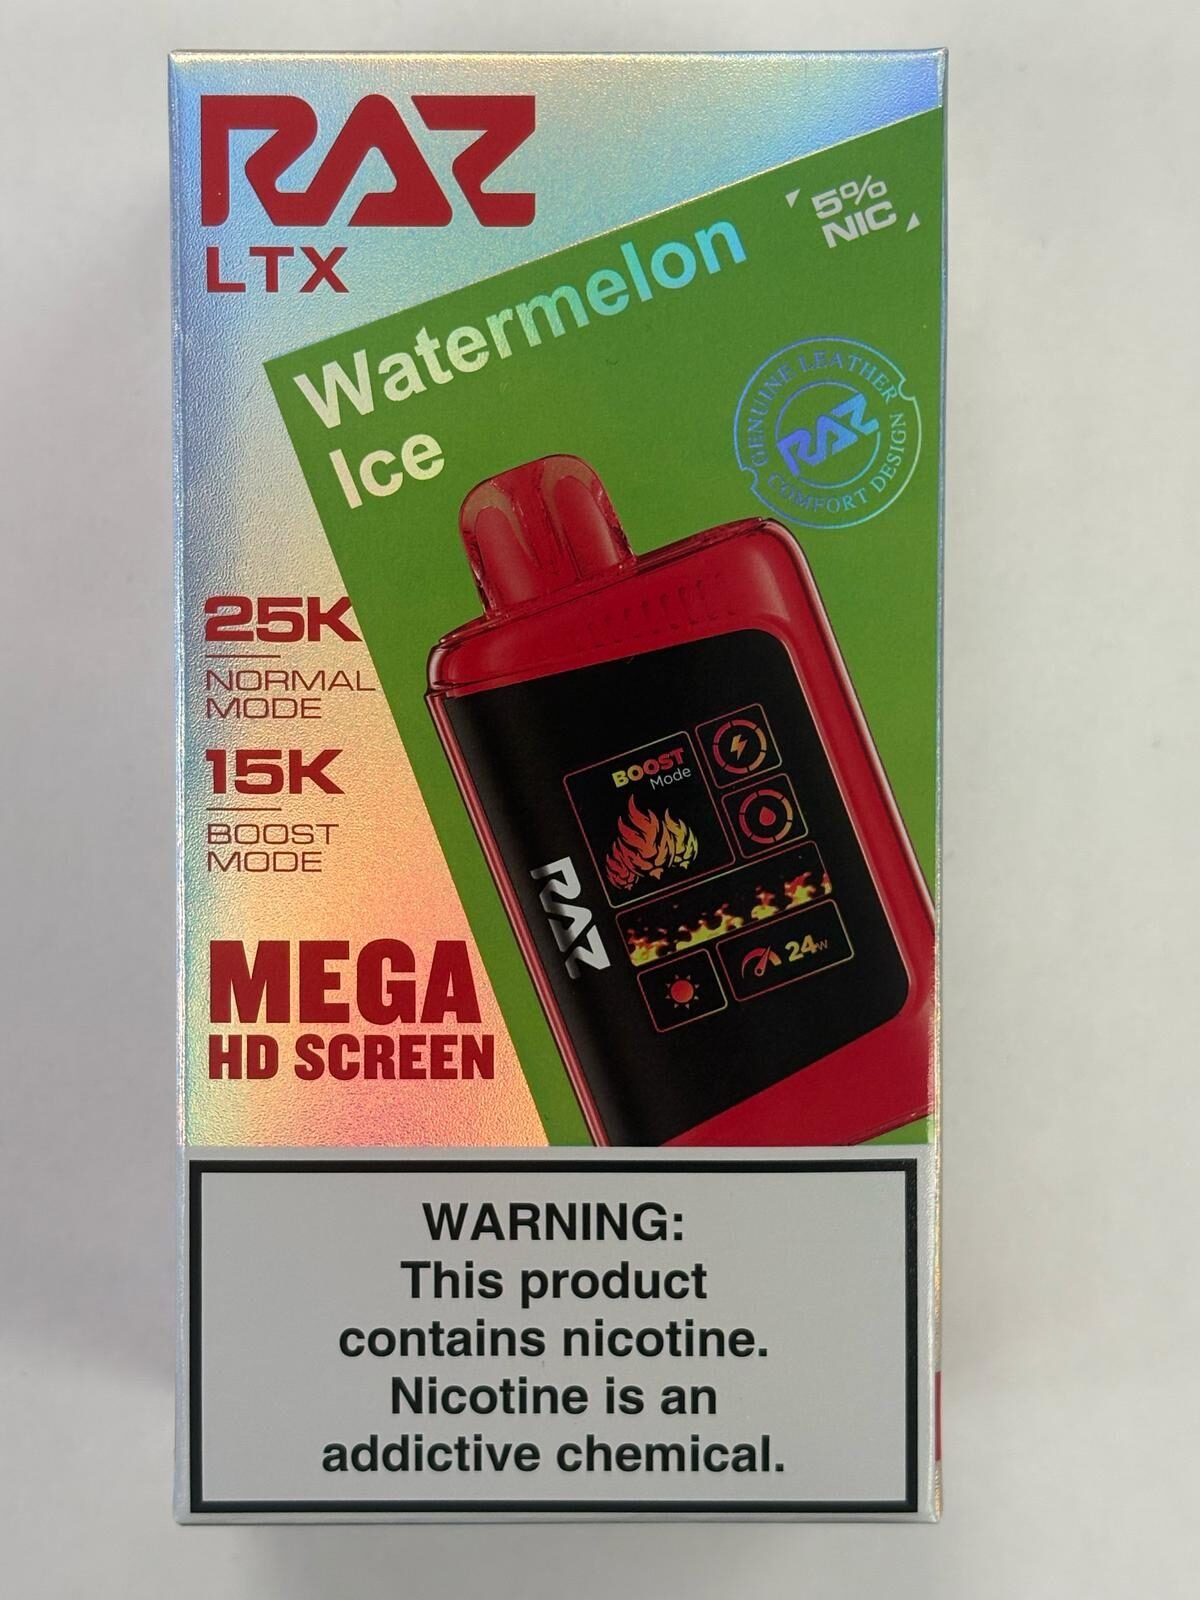 RAZ
LTX
5%
NIC
Watermelon
Ice
GENUINE LEATHER
RAZ
COMFORT DESIGN
25K
NORMAL
MODE
15K
BOOST
MODE
MEGA
HD SCREEN
BOOST
Mode
RAZ
24W
WARNING:
This product
contains nicotine.
Nicotine is an
addictive chemical.